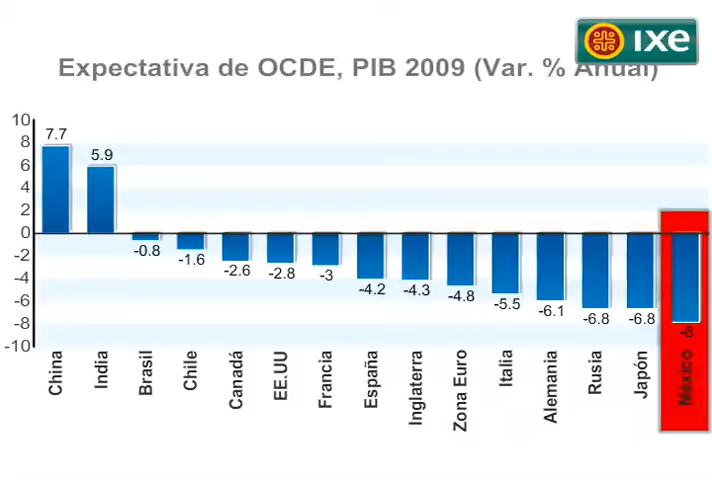 ixe
Expectativa de OCDE, PIB 2009 (Var. % Anual)
10
8
6
4
2
0
-2
-4
-6
-8
-10
7.7
5.9
-0.8
-1.6
-2.6
-2.8
-3
-4.2
-4.3
-4.8
-5.5
-6.1
-6.8
-6.8
China
India
Brasil
Chile
Canadá
EE.UU
Francia
España
Inglaterra
Zona Euro
Italia
Alemania
Rusia
Japón
México